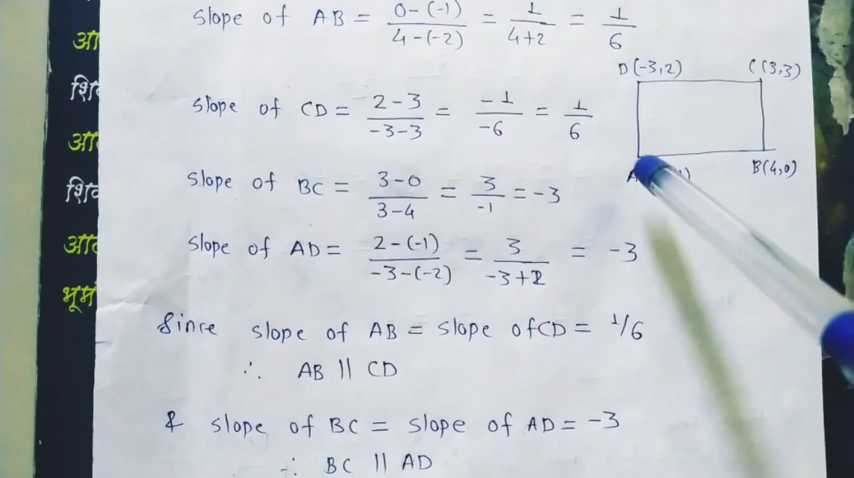 slope of AB = 0-(-1) / 4-(-2) = 1 / 4+2 = 1/6
D(-3,2) C(3,3)
slope of CD = 2-3 / -3-3 = -1 / -6 = 1/6
B(4,0)
slope of BC = 3-0 / 3-4 = 3 / -1 = -3
slope of AD = 2-(-1) / -3-(-2) = 3 / -3+2 = -3
Since slope of AB = slope of CD = 1/6
∴ AB || CD
& slope of BC = slope of AD = -3
∴ BC || AD